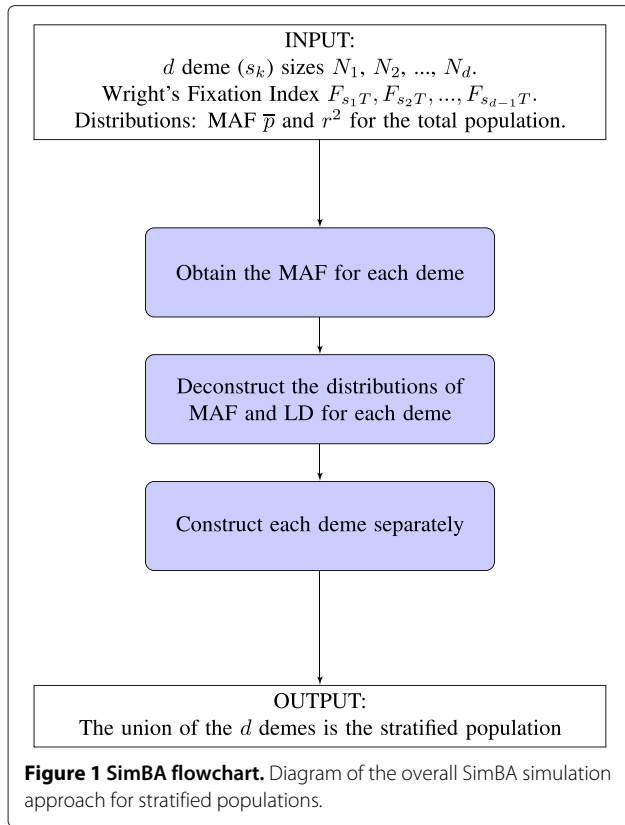 INPUT:
d deme (s_k) sizes N_1, N_2, ..., N_d.
Wright's Fixation Index F_{s_1T}, F_{s_2T}, ..., F_{s_{d-1}T}.
Distributions: MAF p̅ and r² for the total population.
Obtain the MAF for each deme
Deconstruct the distributions of
MAF and LD for each deme
Construct each deme separately
OUTPUT:
The union of the d demes is the stratified population
Figure 1 SimBA flowchart. Diagram of the overall SimBA simulation
approach for stratified populations.